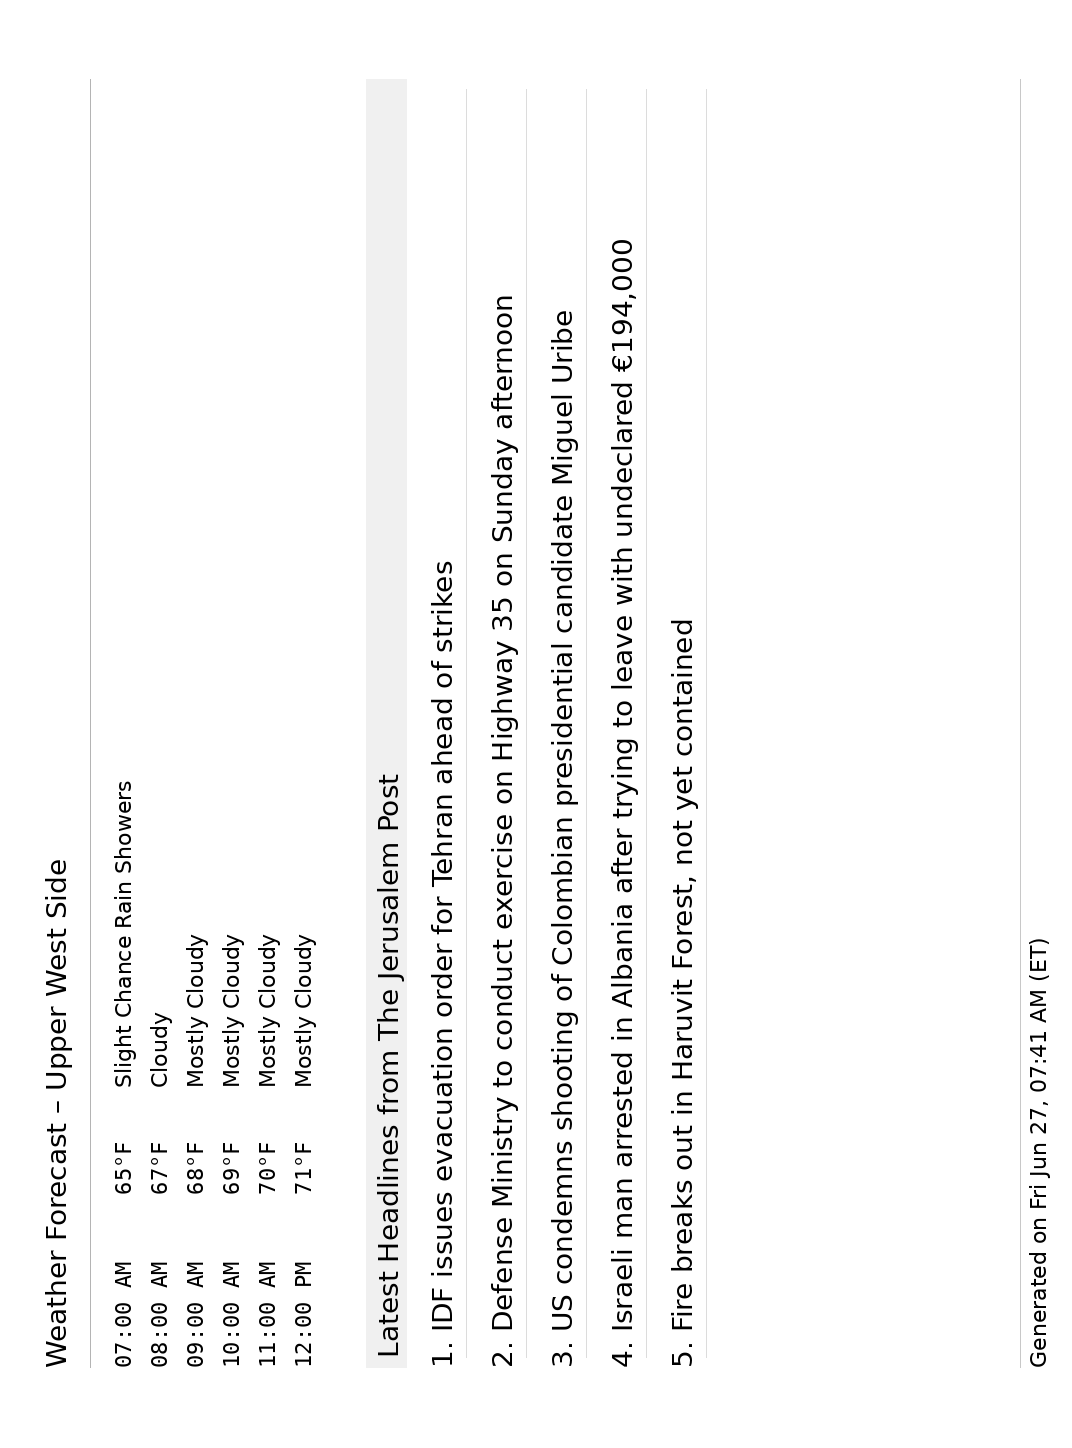 Weather Forecast – Upper West Side
07:00 AM 65°F Slight Chance Rain Showers
08:00 AM 67°F Cloudy
09:00 AM 68°F Mostly Cloudy
10:00 AM 69°F Mostly Cloudy
11:00 AM 70°F Mostly Cloudy
12:00 PM 71°F Mostly Cloudy
Latest Headlines from The Jerusalem Post
1. IDF issues evacuation order for Tehran ahead of strikes
2. Defense Ministry to conduct exercise on Highway 35 on Sunday afternoon
3. US condemns shooting of Colombian presidential candidate Miguel Uribe
4. Israeli man arrested in Albania after trying to leave with undeclared €194,000
5. Fire breaks out in Haruvit Forest, not yet contained
Generated on Fri Jun 27, 07:41 AM (ET)